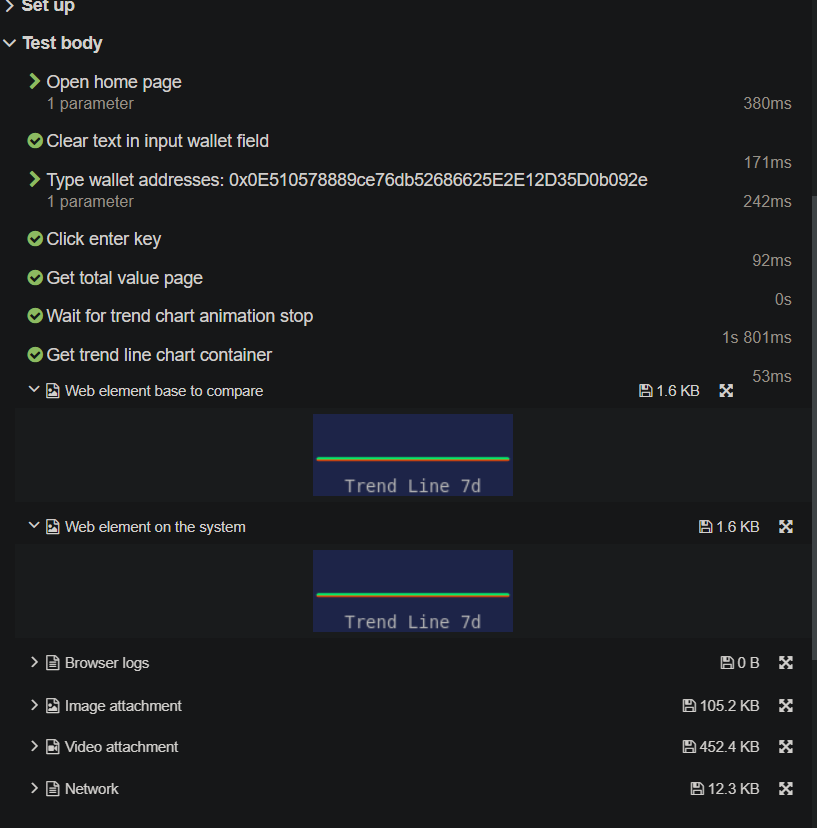 Set up
Test body
Open home page
1 parameter
380ms
Clear text in input wallet field
171ms
Type wallet addresses: 0x0E510578889ce76db52686625E2E12D35D0b092e
1 parameter
242ms
Click enter key
92ms
Get total value page
0s
Wait for trend chart animation stop
1s 801ms
Get trend line chart container
53ms
Web element base to compare 1.6 KB
Trend Line 7d
Web element on the system 1.6 KB
Trend Line 7d
Browser logs 0 B
Image attachment 105.2 KB
Video attachment 452.4 KB
Network 12.3 KB